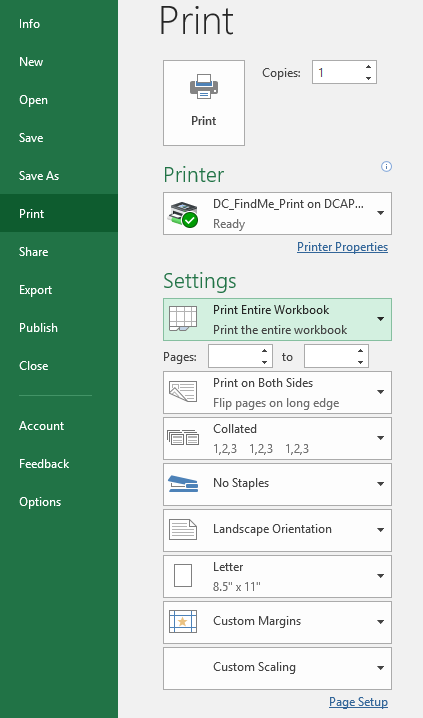 Info
New
Open
Save
Save As
Print
Share
Export
Publish
Close
Account
Feedback
Options
Print
Print
Copies: 1
Printer
DC_FindMe_Print on DCAP...
Ready
Printer Properties
Settings
Print Entire Workbook
Print the entire workbook
Pages: to
Print on Both Sides
Flip pages on long edge
Collated
1,2,3 1,2,3 1,2,3
No Staples
Landscape Orientation
Letter
8.5" x 11"
Custom Margins
Custom Scaling
Page Setup